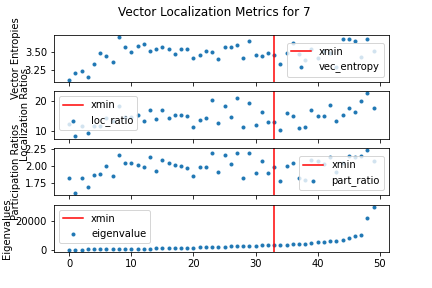 Vector Localization Metrics for 7
Vector Entropies
3.50
3.25
xmin
vec_entropy
Localization Ratios
20
10
xmin
loc_ratio
Participation Ratios
2.25
2.00
1.75
xmin
part_ratio
Eigenvalues
20000
0
xmin
eigenvalue
0 10 20 30 40 50